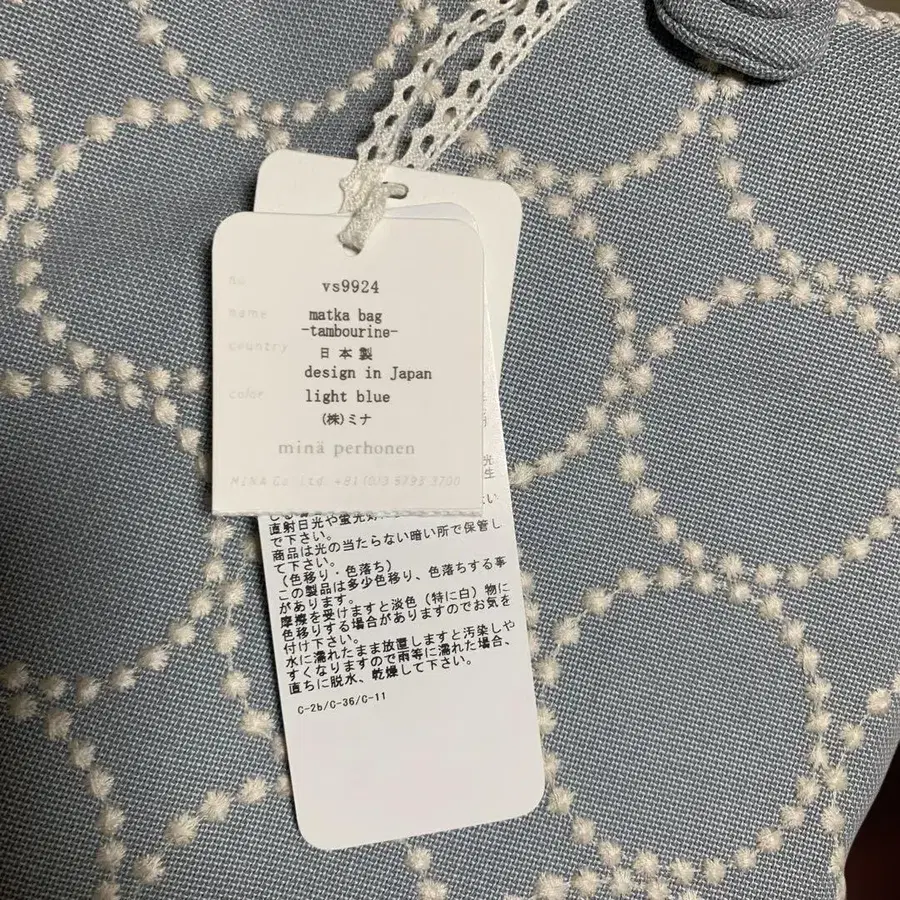 no. vs9924
name matka bag
-tambourine-
country 日本製
design in Japan
color light blue
(株)ミナ
minä perhonen
MINA Co.,Ltd. +81(0)3 5793 3700
光
生
直射日光や蛍光灯
で下さい。
商品は光の当たらない暗い所で保管し
て下さい。
(色移り・色落ち)
この製品は多少色移り、色落ちする事
があります。
摩擦を受けますと淡色(特に白)物に
色移りする場合がありますのでお気を
付け下さい。
水に濡れたまま放置しますと汚染しや
すくなりますので雨等に濡れた場合、
直ちに脱水、乾燥して下さい。
C-2b/C-36/C-11